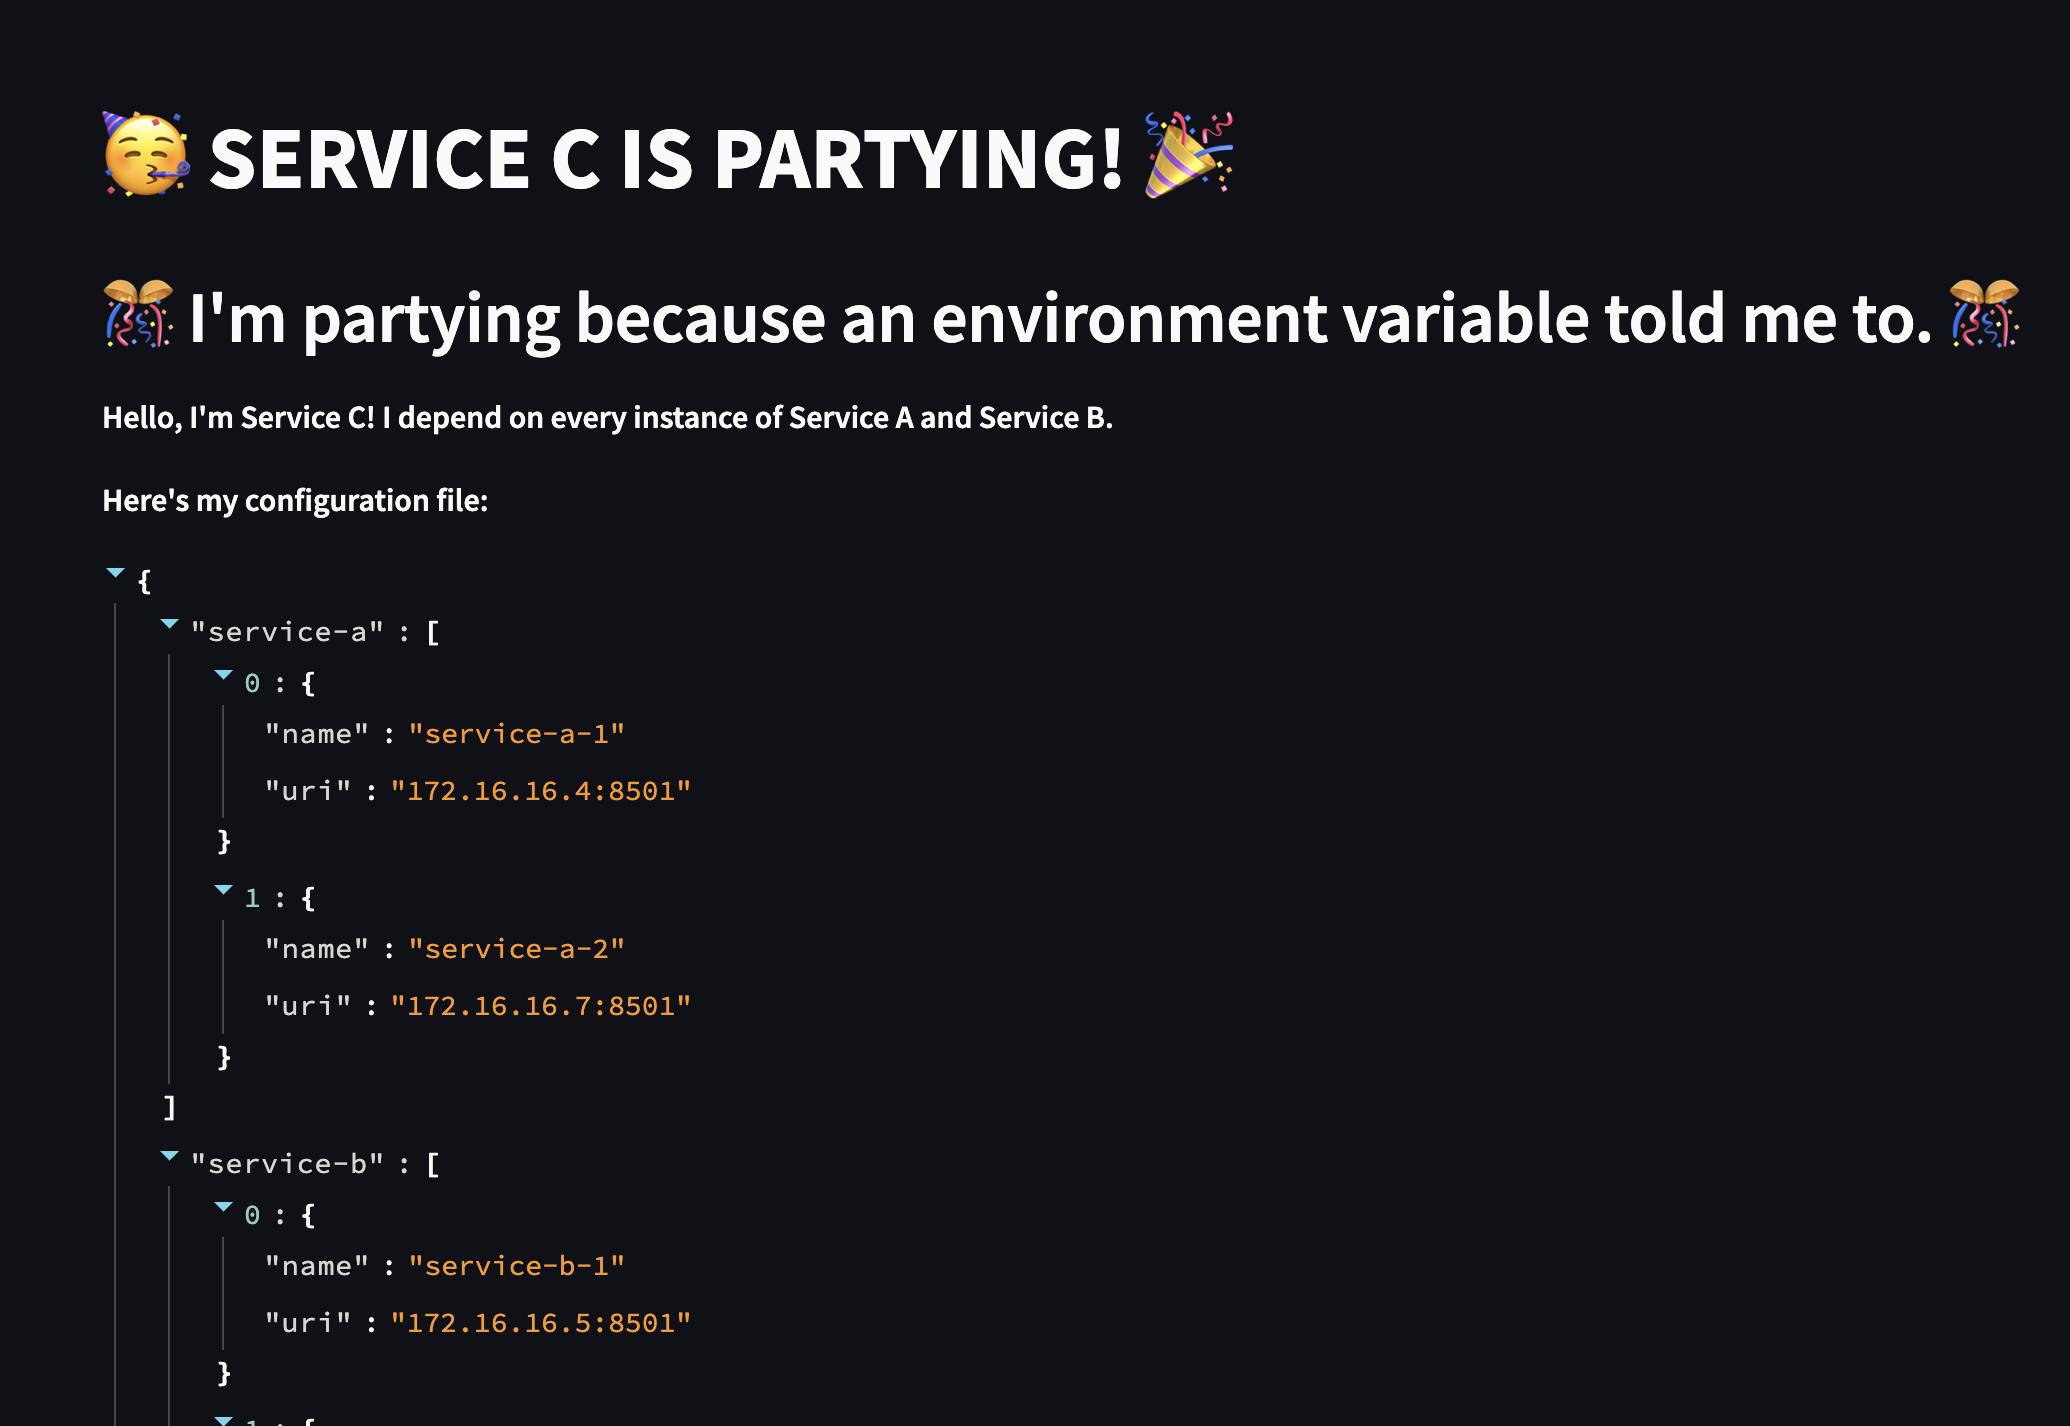 🥳 SERVICE C IS PARTYING! 🎉
🎊 I'm partying because an environment variable told me to. 🎊
Hello, I'm Service C! I depend on every instance of Service A and Service B.
Here's my configuration file:
{
"service-a" : [
0 : {
"name" : "service-a-1"
"uri" : "172.16.16.4:8501"
}
1 : {
"name" : "service-a-2"
"uri" : "172.16.16.7:8501"
}
]
"service-b" : [
0 : {
"name" : "service-b-1"
"uri" : "172.16.16.5:8501"
}